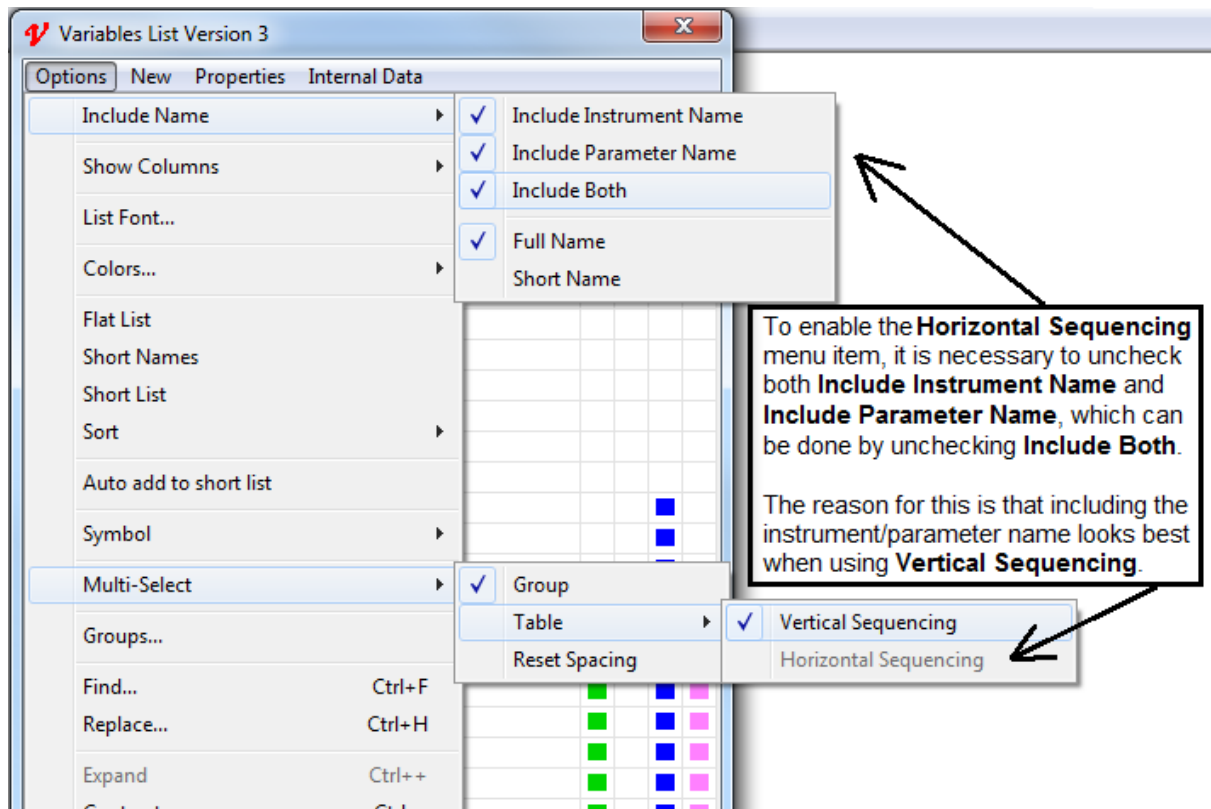 Variables List Version 3
Options New Properties Internal Data
Include Name
Show Columns
List Font...
Colors...
Flat List
Short Names
Short List
Sort
Auto add to short list
Symbol
Multi-Select
Groups...
Find... Ctrl+F
Replace... Ctrl+H
Expand Ctrl++
Include Instrument Name
Include Parameter Name
Include Both
Full Name
Short Name
Group
Table
Reset Spacing
Vertical Sequencing
Horizontal Sequencing
To enable the Horizontal Sequencing
menu item, it is necessary to uncheck
both Include Instrument Name and
Include Parameter Name, which can
be done by unchecking Include Both.
The reason for this is that including the
instrument/parameter name looks best
when using Vertical Sequencing.